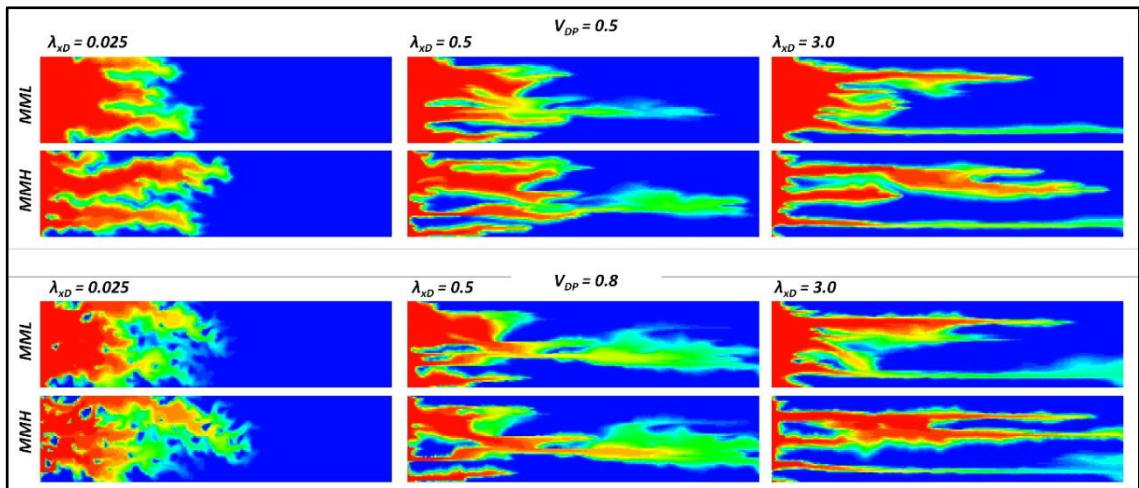 V_DP = 0.5
λ_xD = 0.025 λ_xD = 0.5 λ_xD = 3.0
MML
MMH
V_DP = 0.8
λ_xD = 0.025 λ_xD = 0.5 λ_xD = 3.0
MML
MMH